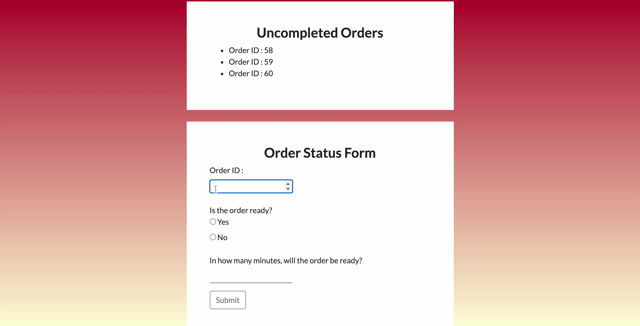 Uncompleted Orders
Order ID : 58
Order ID : 59
Order ID : 60
Order Status Form
Order ID :
Is the order ready?
Yes
No
In how many minutes, will the order be ready?
Submit